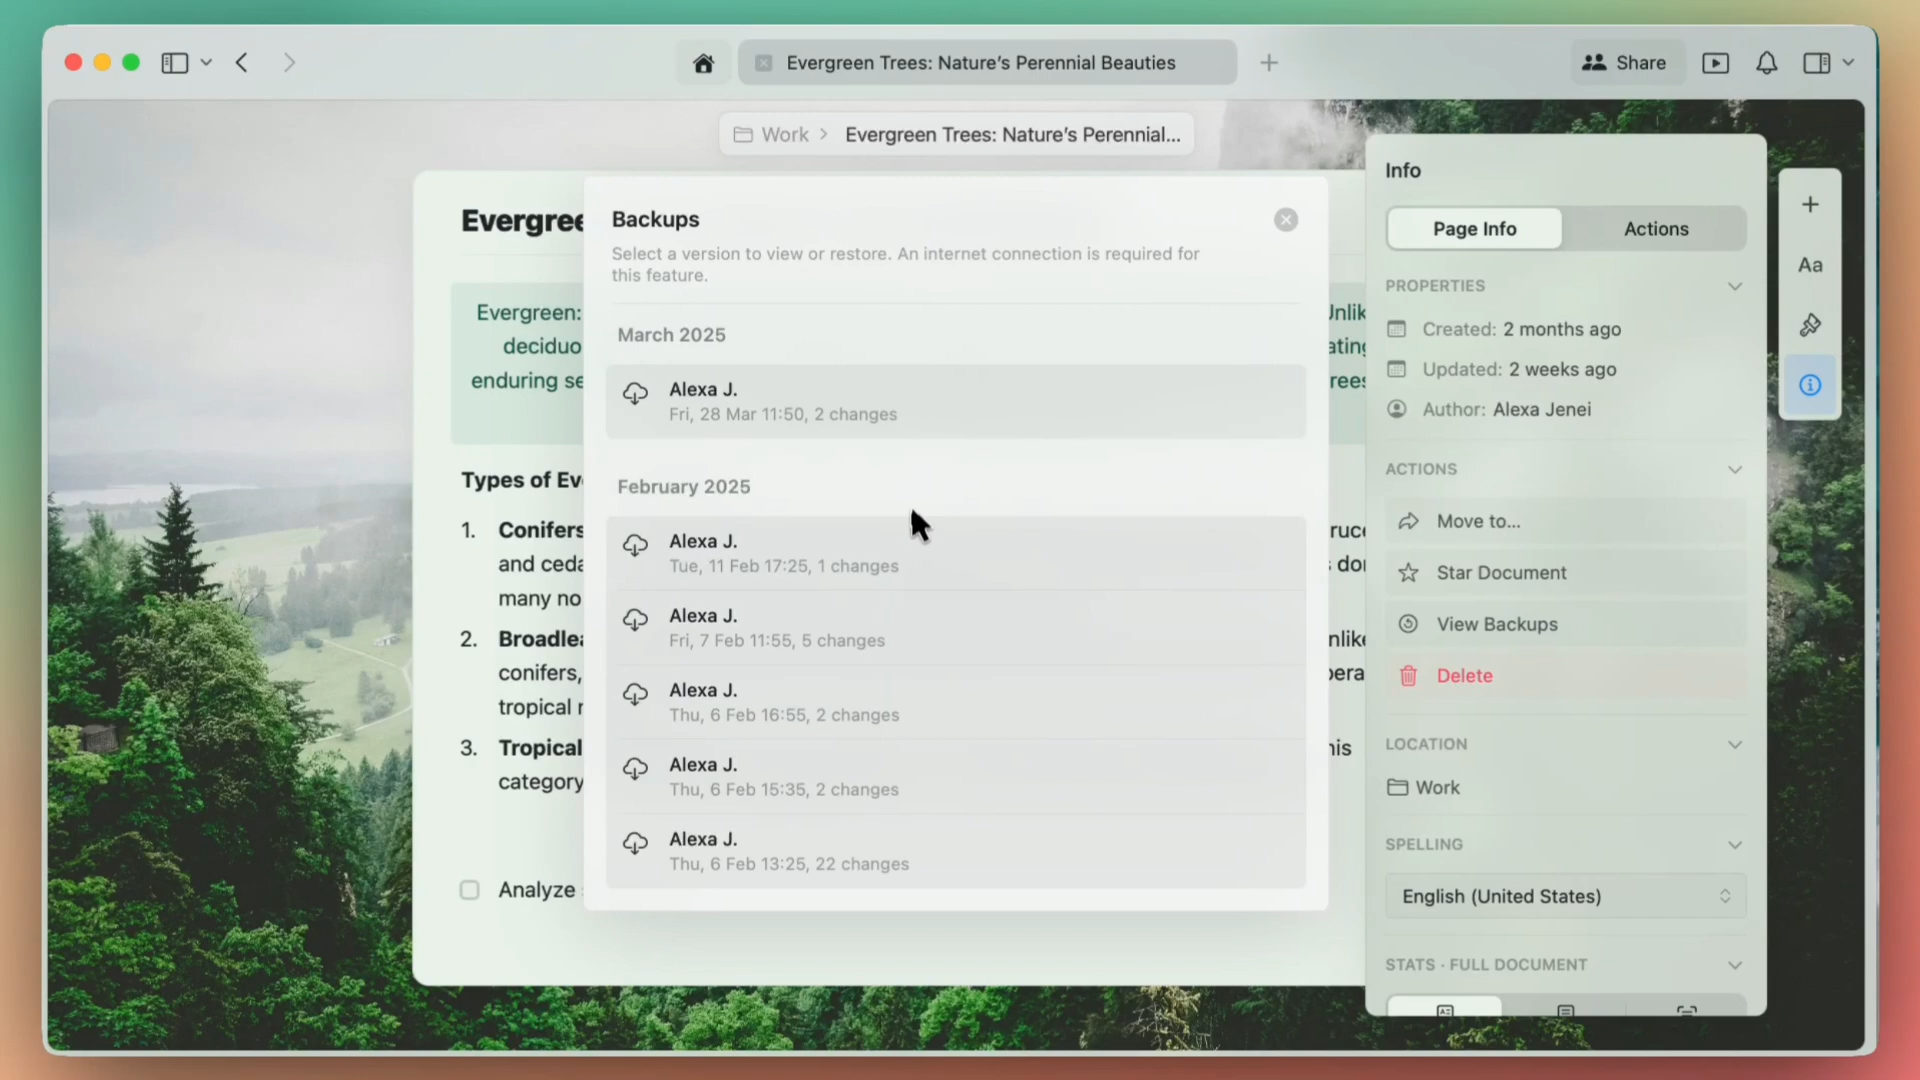 Evergreen Trees: Nature’s Perennial Beauties
Share
Work
Evergreen Trees: Nature’s Perennial...
Evergree
Evergreen:
deciduo
enduring se
Types of Ev
1. Conifers
and ceda
many no
2. Broadlea
conifers,
tropical r
3. Tropical
category
Analyze
Backups
Select a version to view or restore. An internet connection is required for
this feature.
March 2025
Alexa J.
Fri, 28 Mar 11:50, 2 changes
February 2025
Alexa J.
Tue, 11 Feb 17:25, 1 changes
Alexa J.
Fri, 7 Feb 11:55, 5 changes
Alexa J.
Thu, 6 Feb 16:55, 2 changes
Alexa J.
Thu, 6 Feb 15:35, 2 changes
Alexa J.
Thu, 6 Feb 13:25, 22 changes
Info
Page Info
Actions
PROPERTIES
Created: 2 months ago
Updated: 2 weeks ago
Author: Alexa Jenei
ACTIONS
Move to...
Star Document
View Backups
Delete
LOCATION
Work
SPELLING
English (United States)
STATS · FULL DOCUMENT
Aa